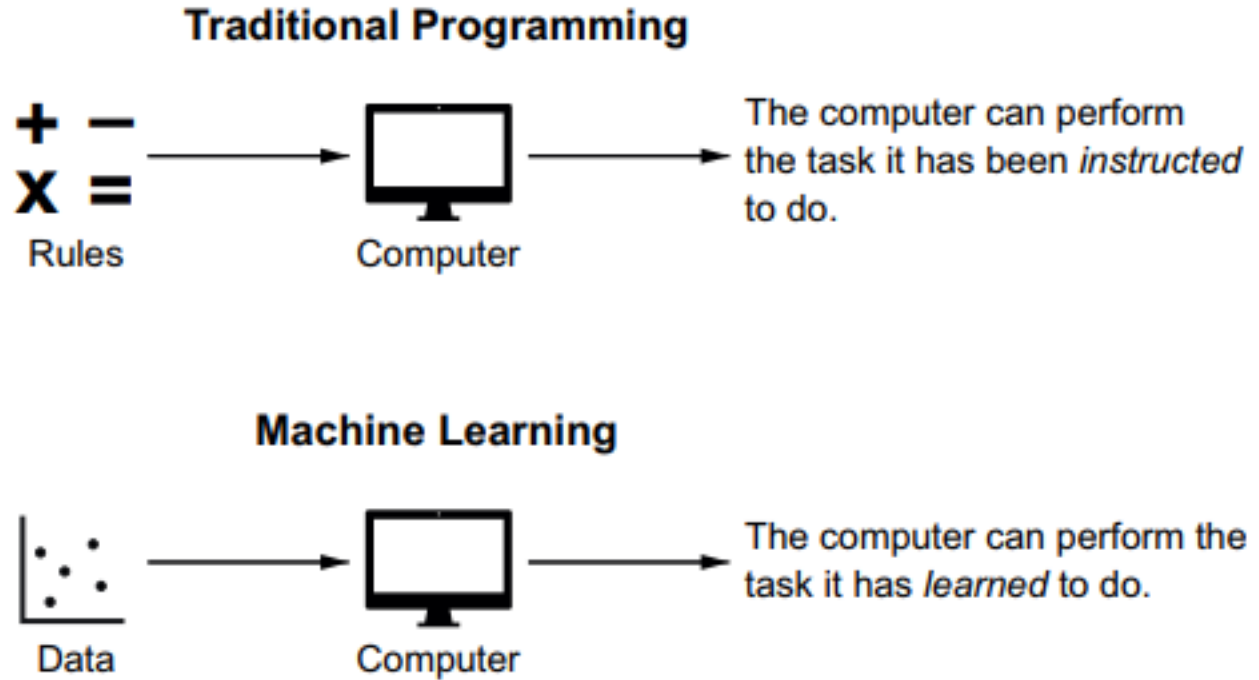 Traditional Programming
+ −
x =
Rules
Computer
The computer can perform
the task it has been instructed
to do.
Machine Learning
Data
Computer
The computer can perform the
task it has learned to do.